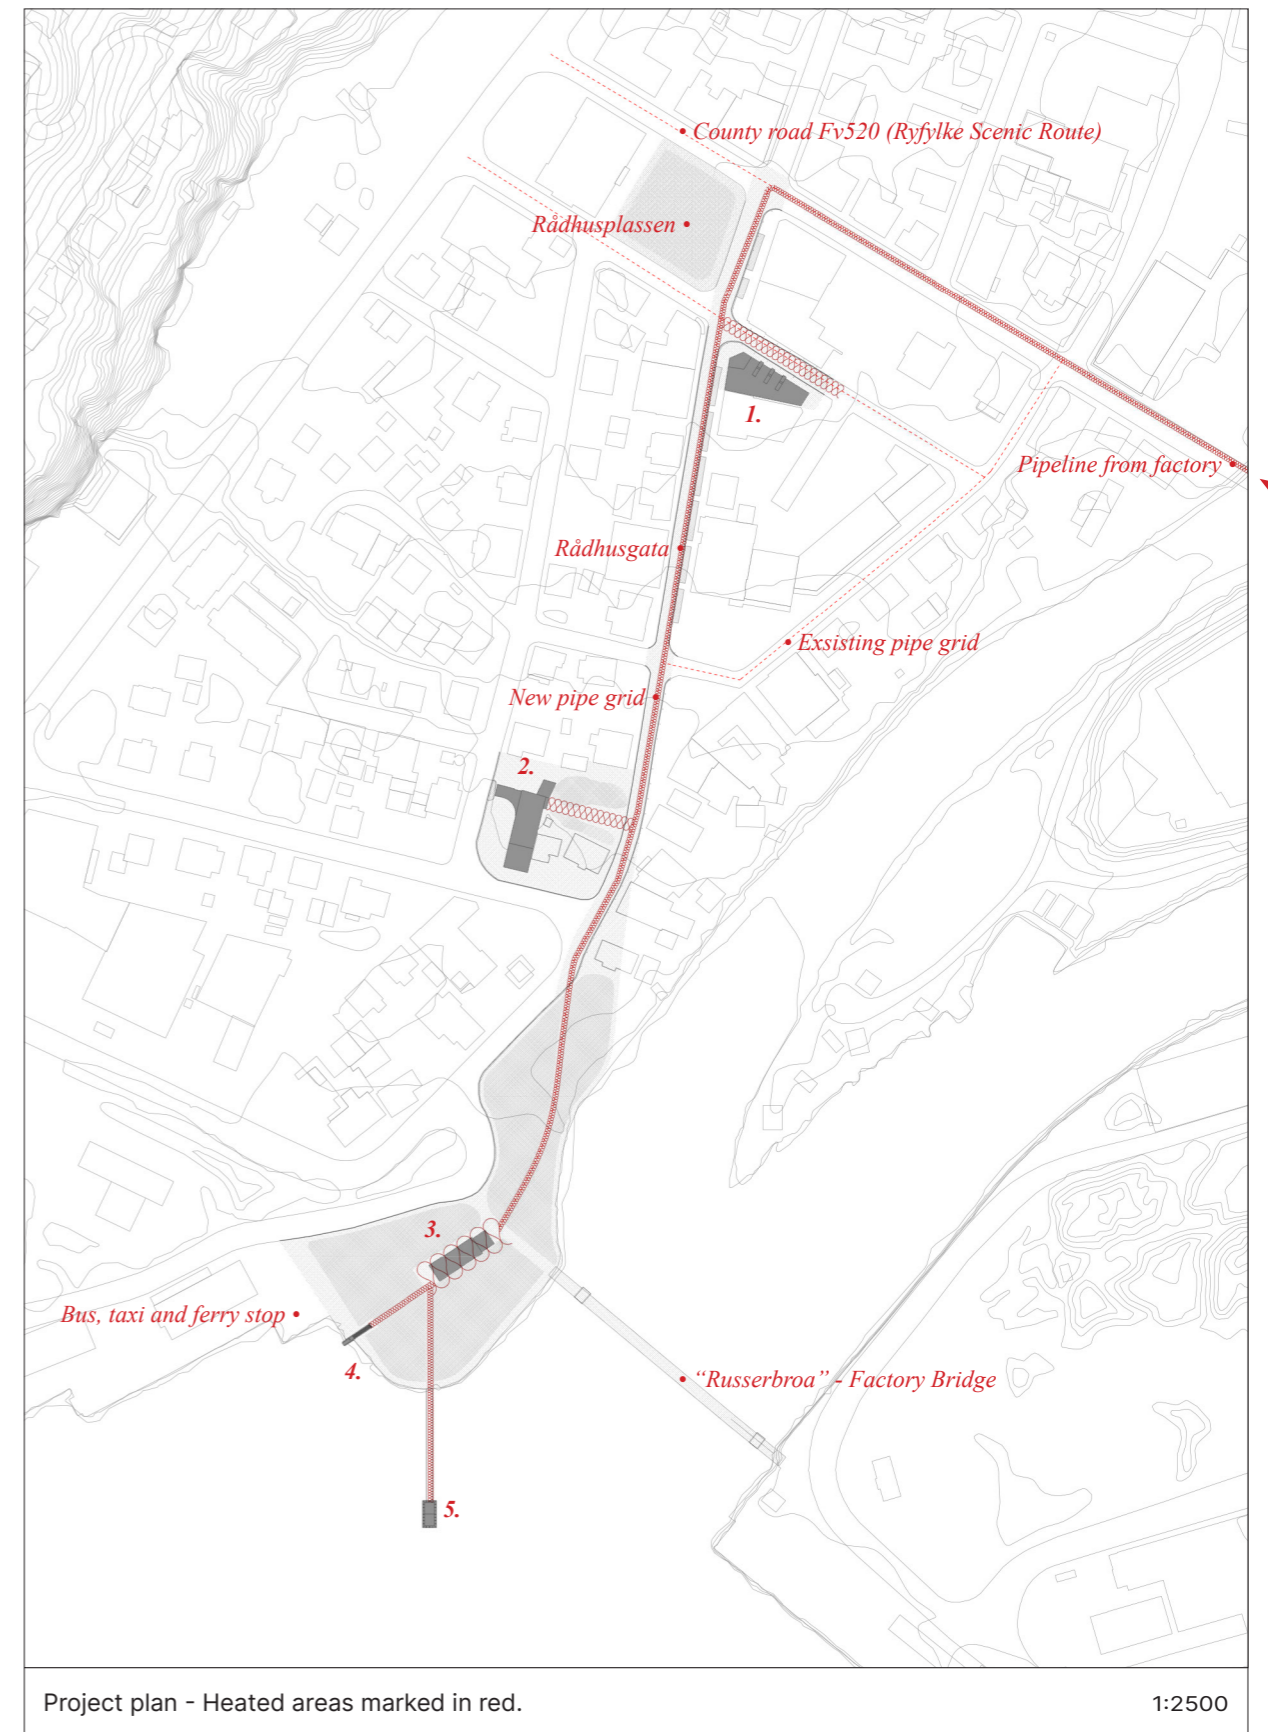 • County road Fv520 (Ryfylke Scenic Route)
Rådhusplassen •
1.
Pipeline from factory •
Rådhusgata •
• Exsisting pipe grid
New pipe grid •
2.
3.
Bus, taxi and ferry stop •
4.
• “Russerbroa” - Factory Bridge
5.
Project plan - Heated areas marked in red.
1:2500